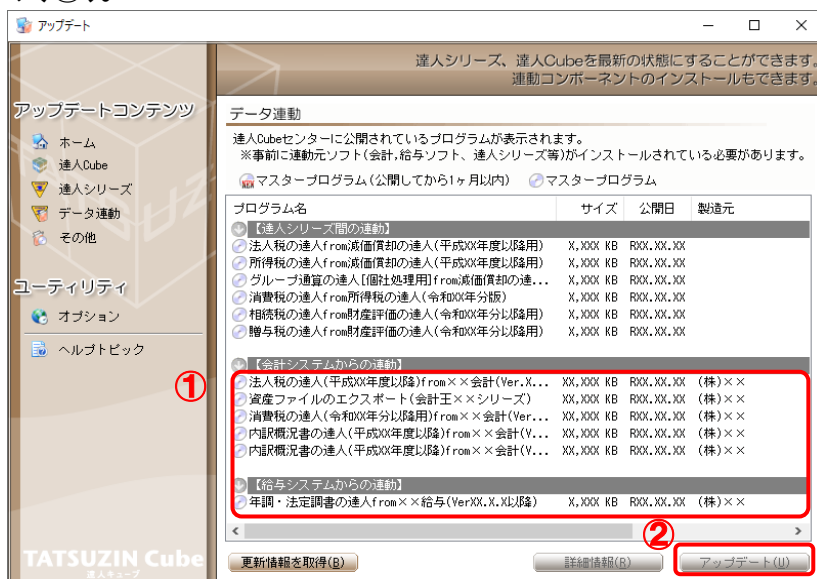 アップデート
達人シリーズ、達人Cubeを最新の状態にすることができます。
連動コンポーネントのインストールもできます。
アップデートコンテンツ
ホーム
達人Cube
達人シリーズ
データ連動
その他
ユーティリティ
オプション
ヘルプトピック
TATSUZIN Cube
達人キューブ
データ連動
達人Cubeセンターに公開されているプログラムが表示されます。
※事前に連動元ソフト(会計,給与ソフト、達人シリーズ等)がインストールされている必要があります。
マスタープログラム(公開してから1ヶ月以内) マスタープログラム
プログラム名 サイズ 公開日 製造元
【達人シリーズ間の連動】
法人税の達人from減価償却の達人(平成XX年度以降用) X,XXX KB RXX.XX.XX
所得税の達人from減価償却の達人(平成XX年度以降用) X,XXX KB RXX.XX.XX
グループ通算の達人[個社処理用]from減価償却の達... X,XXX KB RXX.XX.XX
消費税の達人from所得税の達人(令和XX年分版) X,XXX KB RXX.XX.XX
相続税の達人from財産評価の達人(令和XX年分以降用) X,XXX KB RXX.XX.XX
贈与税の達人from財産評価の達人(令和XX年分以降用) X,XXX KB RXX.XX.XX
【会計システムからの連動】
①
法人税の達人(平成XX年度以降)from××会計(Ver.X... XX,XXX KB RXX.XX.XX (株)××
資産ファイルのエクスポート(会計王××シリーズ) XX,XXX KB RXX.XX.XX (株)××
消費税の達人(令和XX年分以降用)from××会計(Ver... XX,XXX KB RXX.XX.XX (株)××
内訳概況書の達人(平成XX年度以降)from××会計(V... XX,XXX KB RXX.XX.XX (株)××
内訳概況書の達人(平成XX年度以降)from××会計(V... XX,XXX KB RXX.XX.XX (株)××
【給与システムからの連動】
年調・法定調書の達人from××給与(VerXX.X.X以降) X,XXX KB RXX.XX.XX (株)××
②
更新情報を取得(B) 詳細情報(R) アップデート(U)